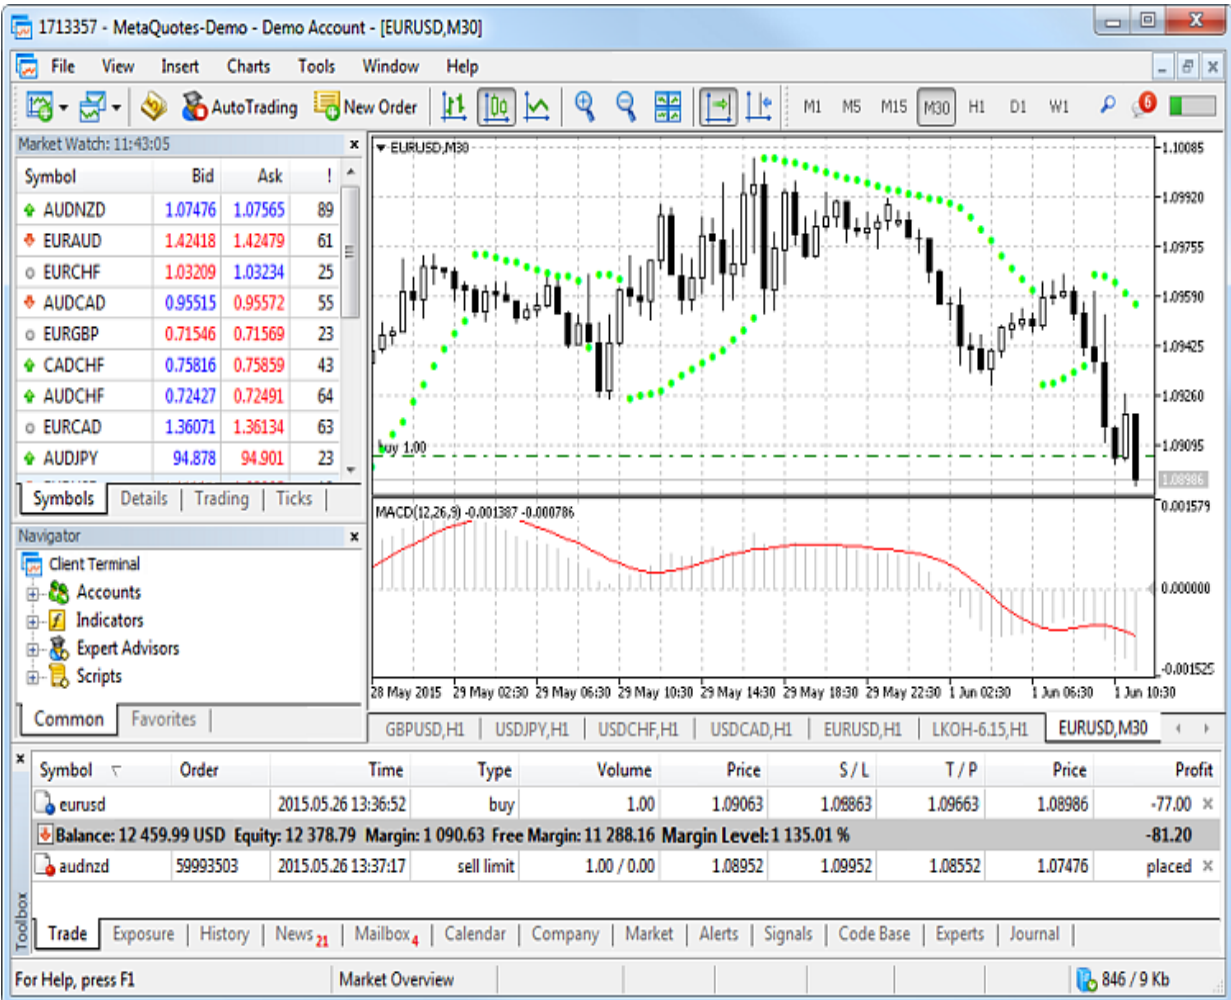 1713357 - MetaQuotes-Demo - Demo Account - [EURUSD,M30]
File View Insert Charts Tools Window Help
AutoTrading New Order M1 M5 M15 M30 H1 D1 W1 6
Market Watch: 11:43:05
Symbol Bid Ask !
AUDNZD 1.07476 1.07565 89
EURAUD 1.42418 1.42479 61
EURCHF 1.03209 1.03234 25
AUDCAD 0.95515 0.95572 55
EURGBP 0.71546 0.71569 23
CADCHF 0.75816 0.75859 43
AUDCHF 0.72427 0.72491 64
EURCAD 1.36071 1.36134 63
AUDJPY 94.878 94.901 23
Symbols Details Trading Ticks
Navigator
Client Terminal
Accounts
Indicators
Expert Advisors
Scripts
Common Favorites
EURUSD,M30
1.10085
1.09920
1.09755
1.09590
1.09425
1.09260
1.09095
buy 1.00
1.08986
MACD(12,26,9) -0.001387 -0.000786
0.001579
0.000000
-0.001525
28 May 2015 29 May 02:30 29 May 06:30 29 May 10:30 29 May 14:30 29 May 18:30 29 May 22:30 1 Jun 02:30 1 Jun 06:30 1 Jun 10:30
GBPUSD,H1 USDJPY,H1 USDCHF,H1 USDCAD,H1 EURUSD,H1 LKOH-6.15,H1 EURUSD,M30
Symbol Order Time Type Volume Price S / L T / P Price Profit
eurusd 2015.05.26 13:36:52 buy 1.00 1.09063 1.08863 1.09663 1.08986 -77.00
Balance: 12 459.99 USD Equity: 12 378.79 Margin: 1 090.63 Free Margin: 11 288.16 Margin Level: 1 135.01 % -81.20
audnzd 59993503 2015.05.26 13:37:17 sell limit 1.00 / 0.00 1.08952 1.09952 1.08552 1.07476 placed
Toolbox
Trade Exposure History News 21 Mailbox 4 Calendar Company Market Alerts Signals Code Base Experts Journal
For Help, press F1 Market Overview 846 / 9 Kb